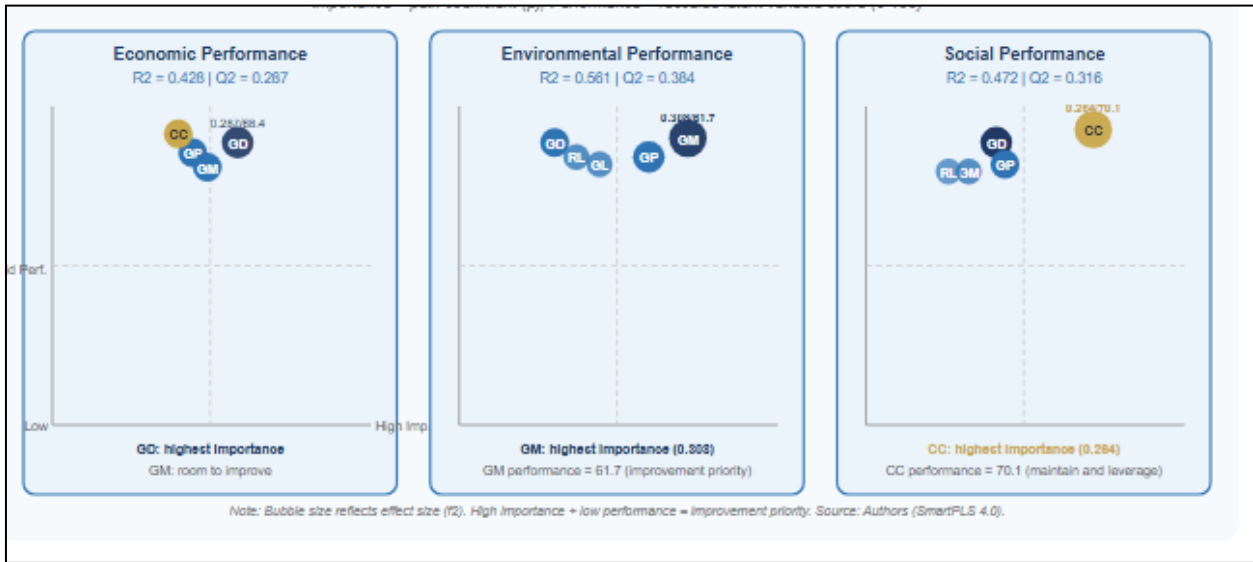 Economic Performance
R2 = 0.428 | Q2 = 0.287
CC
GP
GM
GD
Low
High Imp.
GD: highest importance
GM: room to improve
Environmental Performance
R2 = 0.561 | Q2 = 0.384
GD
RL
GL
GP
GM
GM: highest importance (0.308)
GM performance = 61.7 (improvement priority)
Social Performance
R2 = 0.472 | Q2 = 0.316
CC
GD
GP
RL
CC: highest importance (0.264)
CC performance = 70.1 (maintain and leverage)
Note: Bubble size reflects effect size (f2). High importance + low performance = improvement priority. Source: Authors (SmartPLS 4.0).